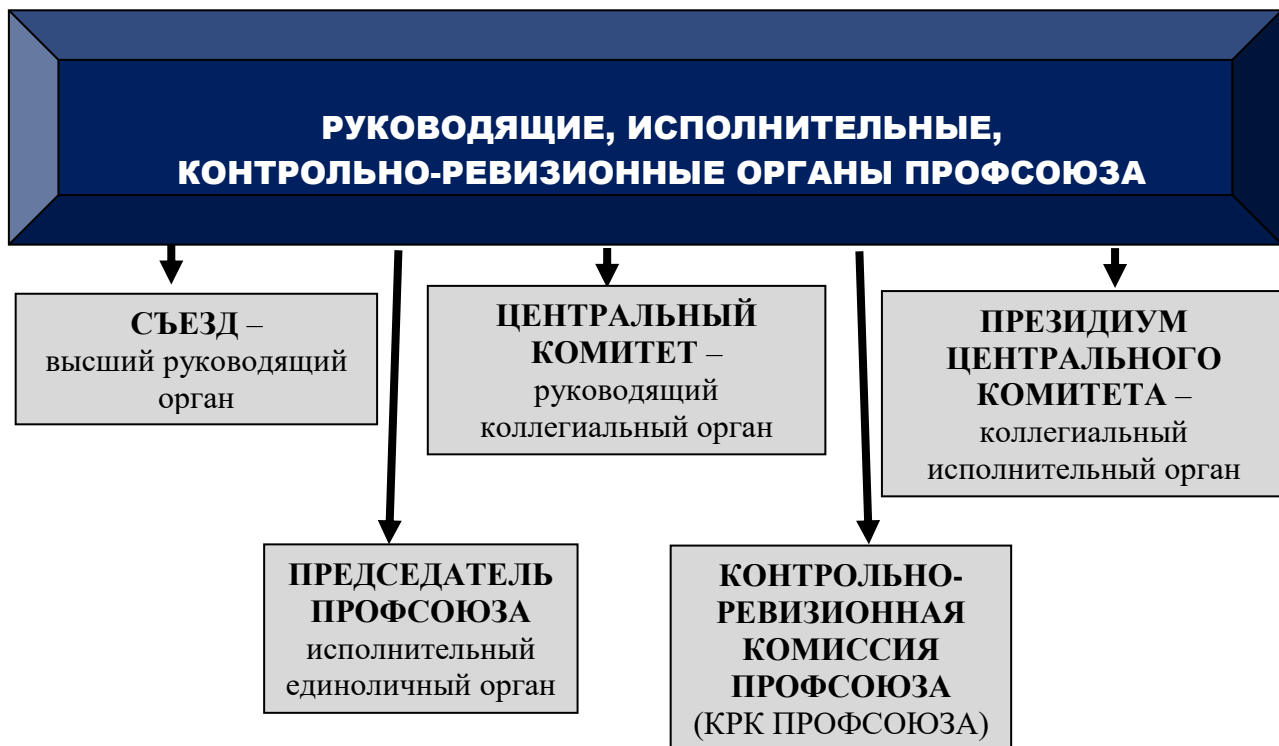 РУКОВОДЯЩИЕ, ИСПОЛНИТЕЛЬНЫЕ,
КОНТРОЛЬНО-РЕВИЗИОННЫЕ ОРГАНЫ ПРОФСОЮЗА
СЪЕЗД –
высший руководящий
орган
ЦЕНТРАЛЬНЫЙ
КОМИТЕТ –
руководящий
коллегиальный орган
ПРЕЗИДИУМ
ЦЕНТРАЛЬНОГО
КОМИТЕТА –
коллегиальный
исполнительный орган
ПРЕДСЕДАТЕЛЬ
ПРОФСОЮЗА
исполнительный
единоличный орган
КОНТРОЛЬНО-
РЕВИЗИОННАЯ
КОМИССИЯ
ПРОФСОЮЗА
(КРК ПРОФСОЮЗА)